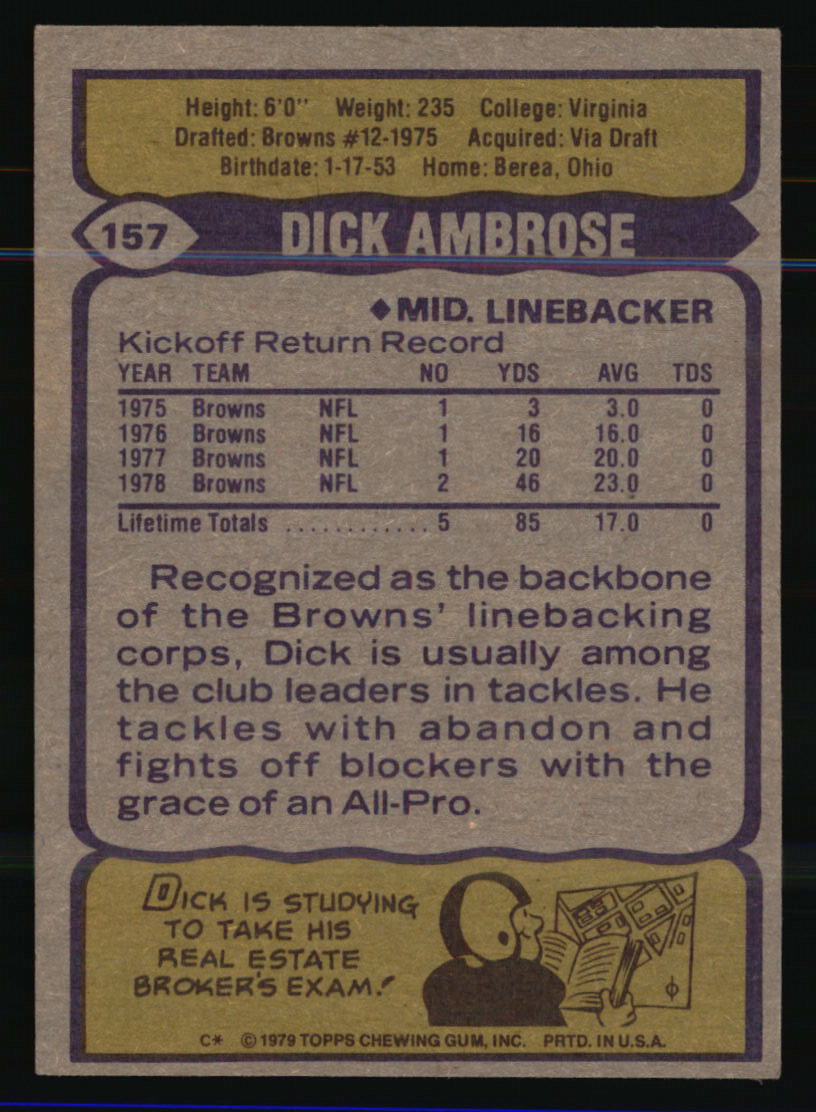 Height: 6'0" Weight: 235 College: Virginia
Drafted: Browns #12-1975 Acquired: Via Draft
Birthdate: 1-17-53 Home: Berea, Ohio
157 DICK AMBROSE
◆MID. LINEBACKER
Kickoff Return Record
YEAR TEAM NO YDS AVG TDS
1975 Browns NFL 1 3 3.0 0
1976 Browns NFL 1 16 16.0 0
1977 Browns NFL 1 20 20.0 0
1978 Browns NFL 2 46 23.0 0
Lifetime Totals ............ 5 85 17.0 0
Recognized as the backbone
of the Browns' linebacking
corps, Dick is usually among
the club leaders in tackles. He
tackles with abandon and
fights off blockers with the
grace of an All-Pro.
DICK IS STUDYING
TO TAKE HIS
REAL ESTATE
BROKER'S EXAM!
C* © 1979 TOPPS CHEWING GUM, INC. PRTD. IN U.S.A.